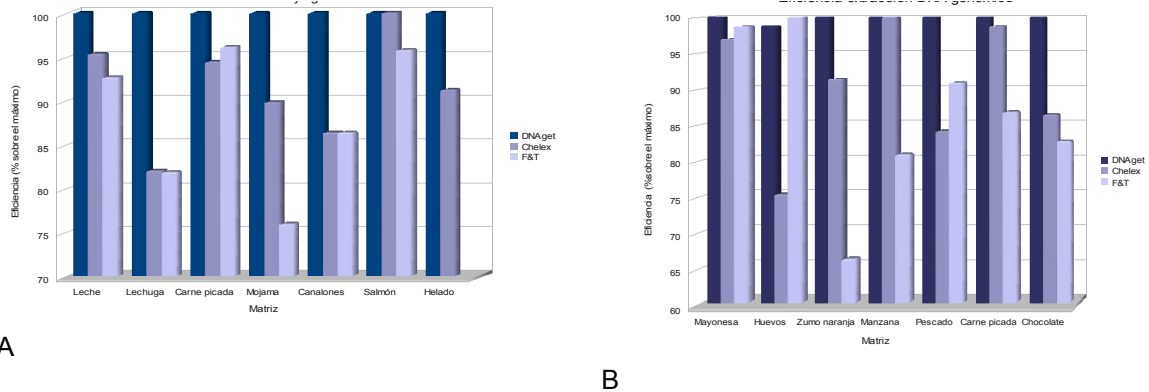 Eficiencia extracción DNA genómico
100
95
90
85
80
75
70
Eficiencia (% sobre el máximo)
Leche Lechuga Carne picada Mojama Canalones Salmón Helado
Matriz
DNAget
Chelex
F&T
A
100
95
90
85
80
75
70
65
60
Eficiencia (%sobre el máximo)
Mayonesa Huevos Zumo naranja Manzana Pescado Carne picada Chocolate
Matriz
DNAget
Chelex
F&T
B